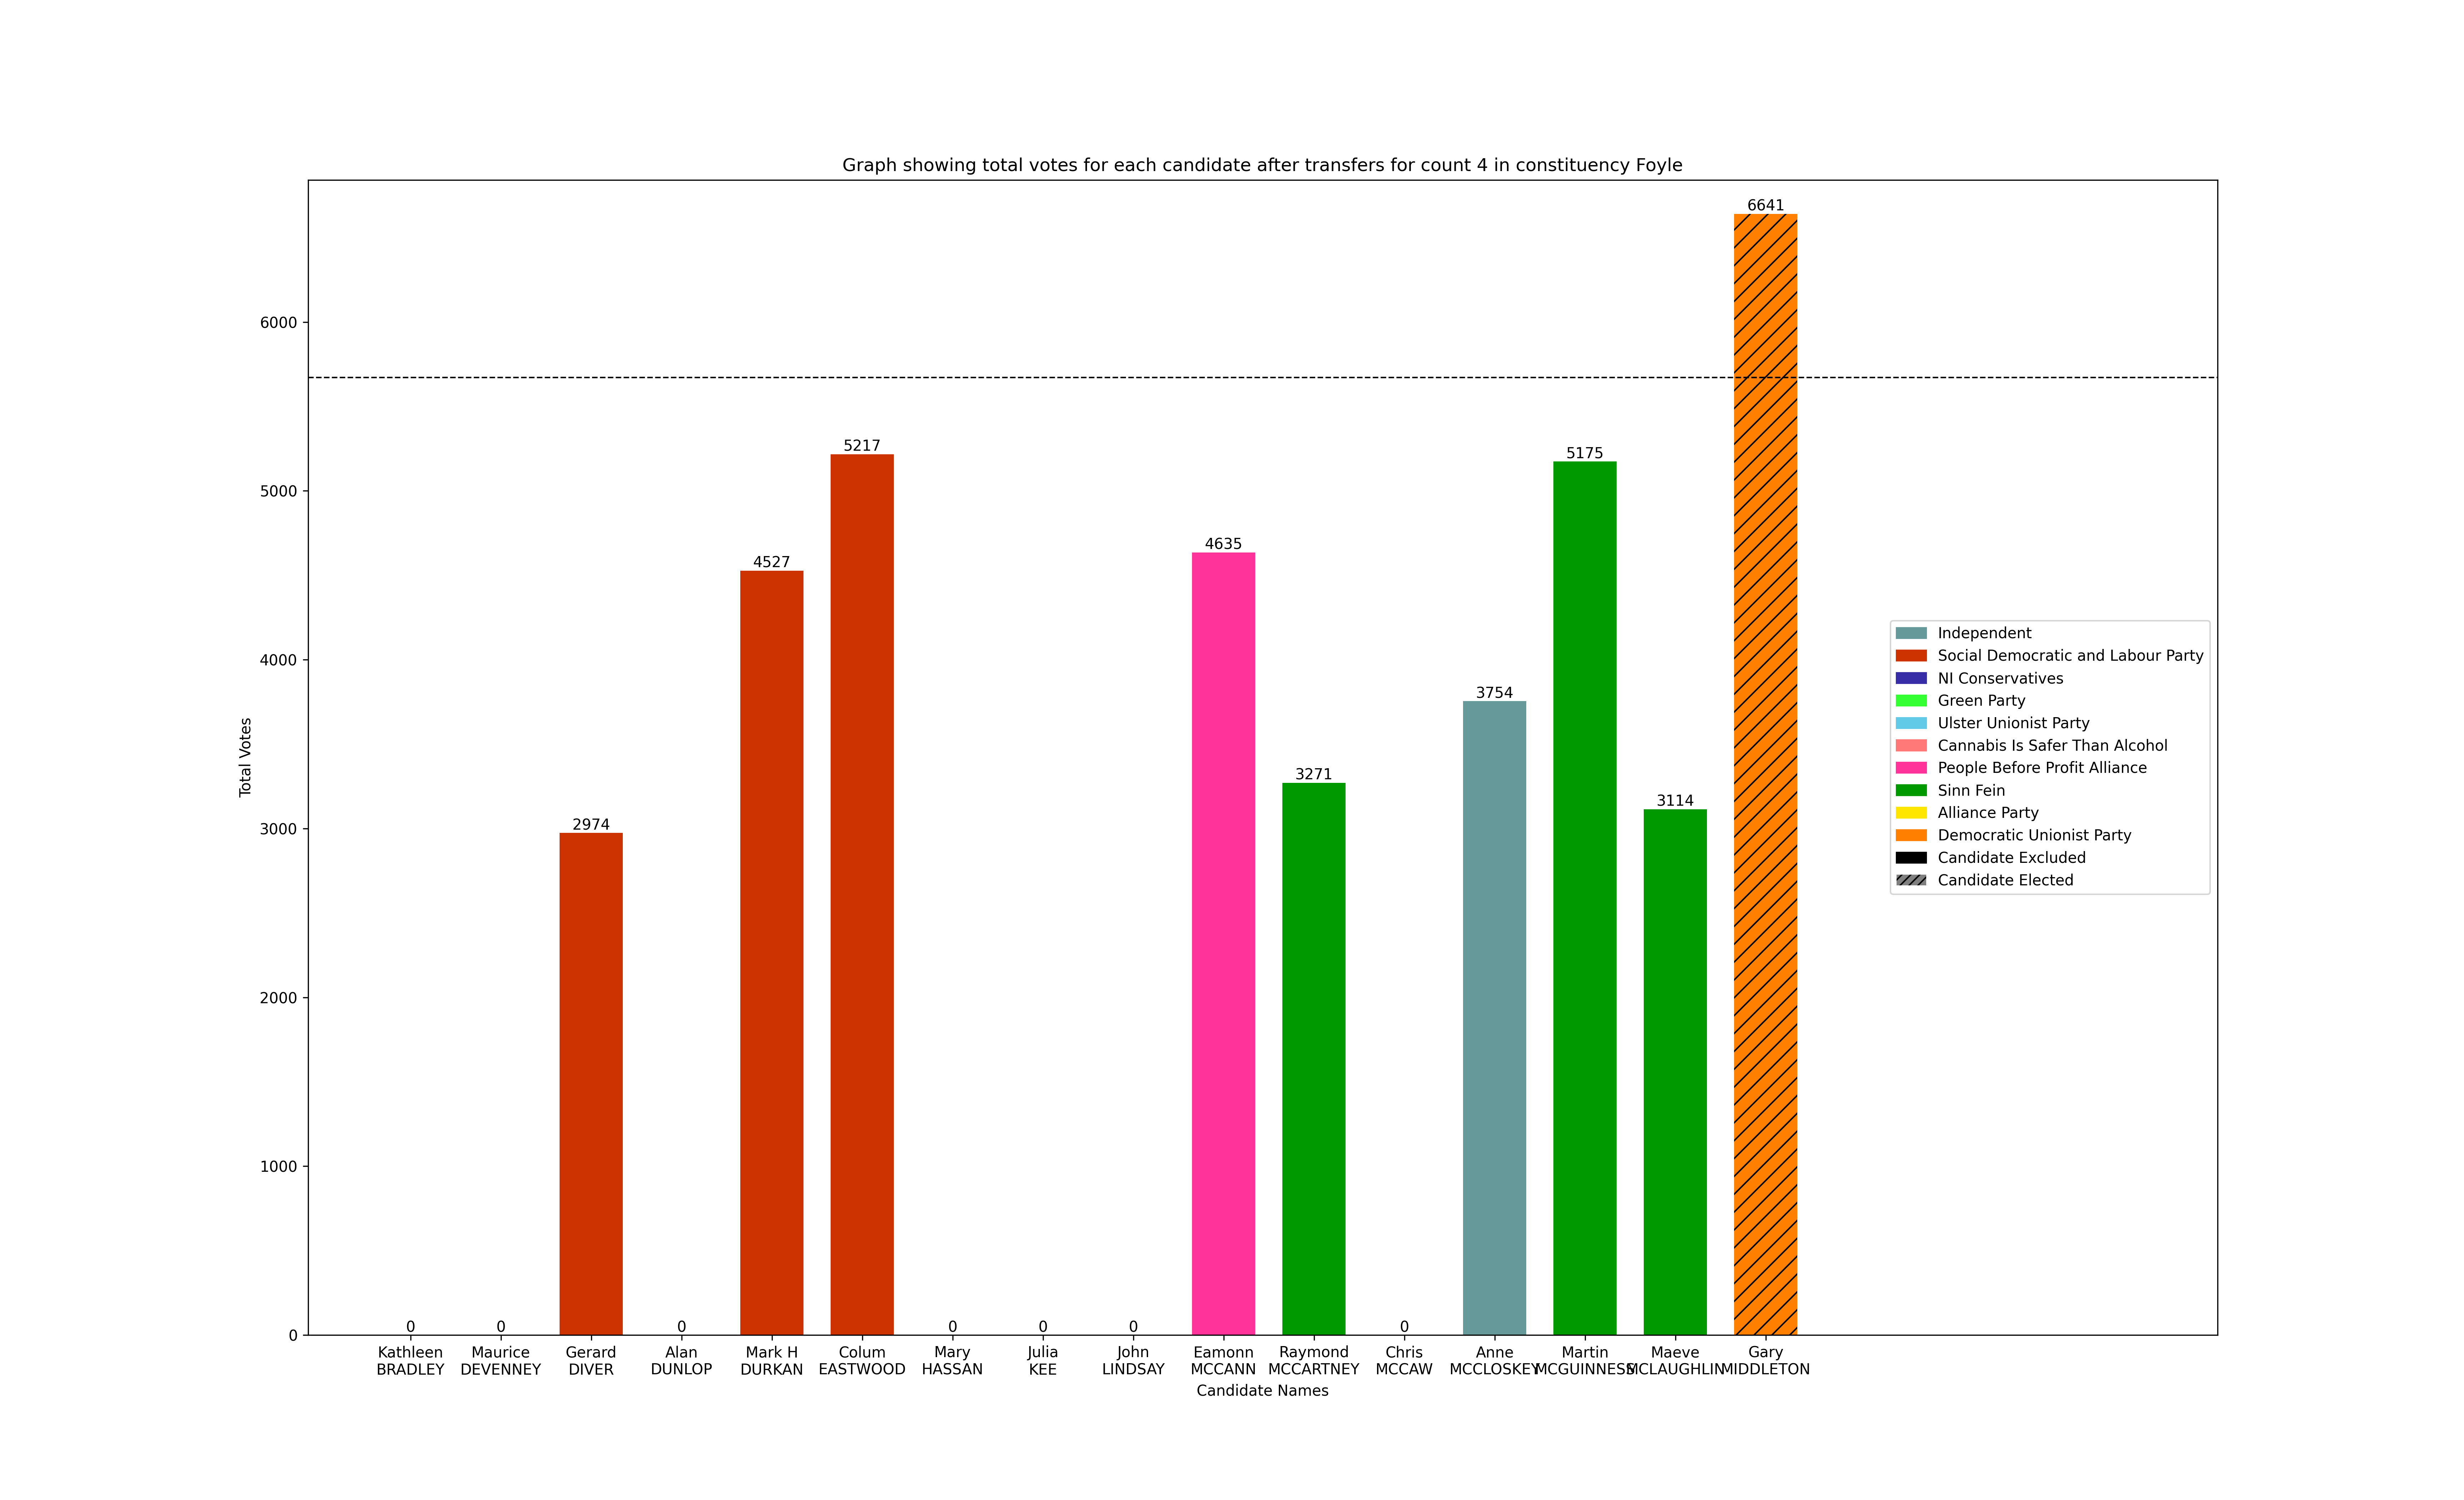 Graph showing total votes for each candidate after transfers for count 4 in constituency Foyle
Total Votes
6000
5000
4000
3000
2000
1000
0
0
0
2974
0
4527
5217
0
0
0
4635
3271
0
3754
5175
3114
6641
Kathleen
BRADLEY
Maurice
DEVENNEY
Gerard
DIVER
Alan
DUNLOP
Mark H
DURKAN
Colum
EASTWOOD
Mary
HASSAN
Julia
KEE
John
LINDSAY
Eamonn
MCCANN
Raymond
MCCARTNEY
Chris
MCCAW
Anne
MCCLOSKEY
Martin
MCGUINNESS
Maeve
MCLAUGHLIN
Gary
MIDDLETON
Candidate Names
Independent
Social Democratic and Labour Party
NI Conservatives
Green Party
Ulster Unionist Party
Cannabis Is Safer Than Alcohol
People Before Profit Alliance
Sinn Fein
Alliance Party
Democratic Unionist Party
Candidate Excluded
Candidate Elected